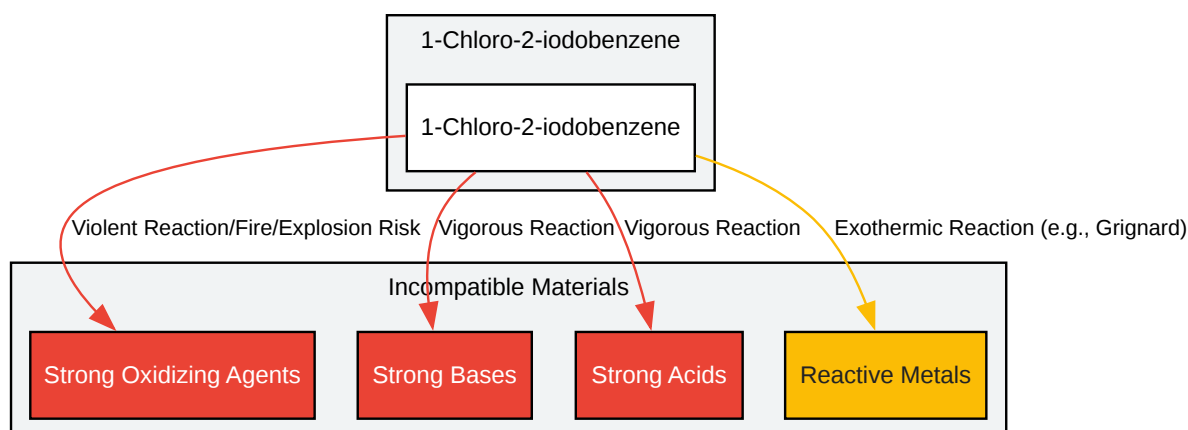 1-Chloro-2-iodobenzene
1-Chloro-2-iodobenzene
Violent Reaction/Fire/Explosion Risk
Vigorous Reaction
Vigorous Reaction
Exothermic Reaction (e.g., Grignard)
Incompatible Materials
Strong Oxidizing Agents
Strong Bases
Strong Acids
Reactive Metals